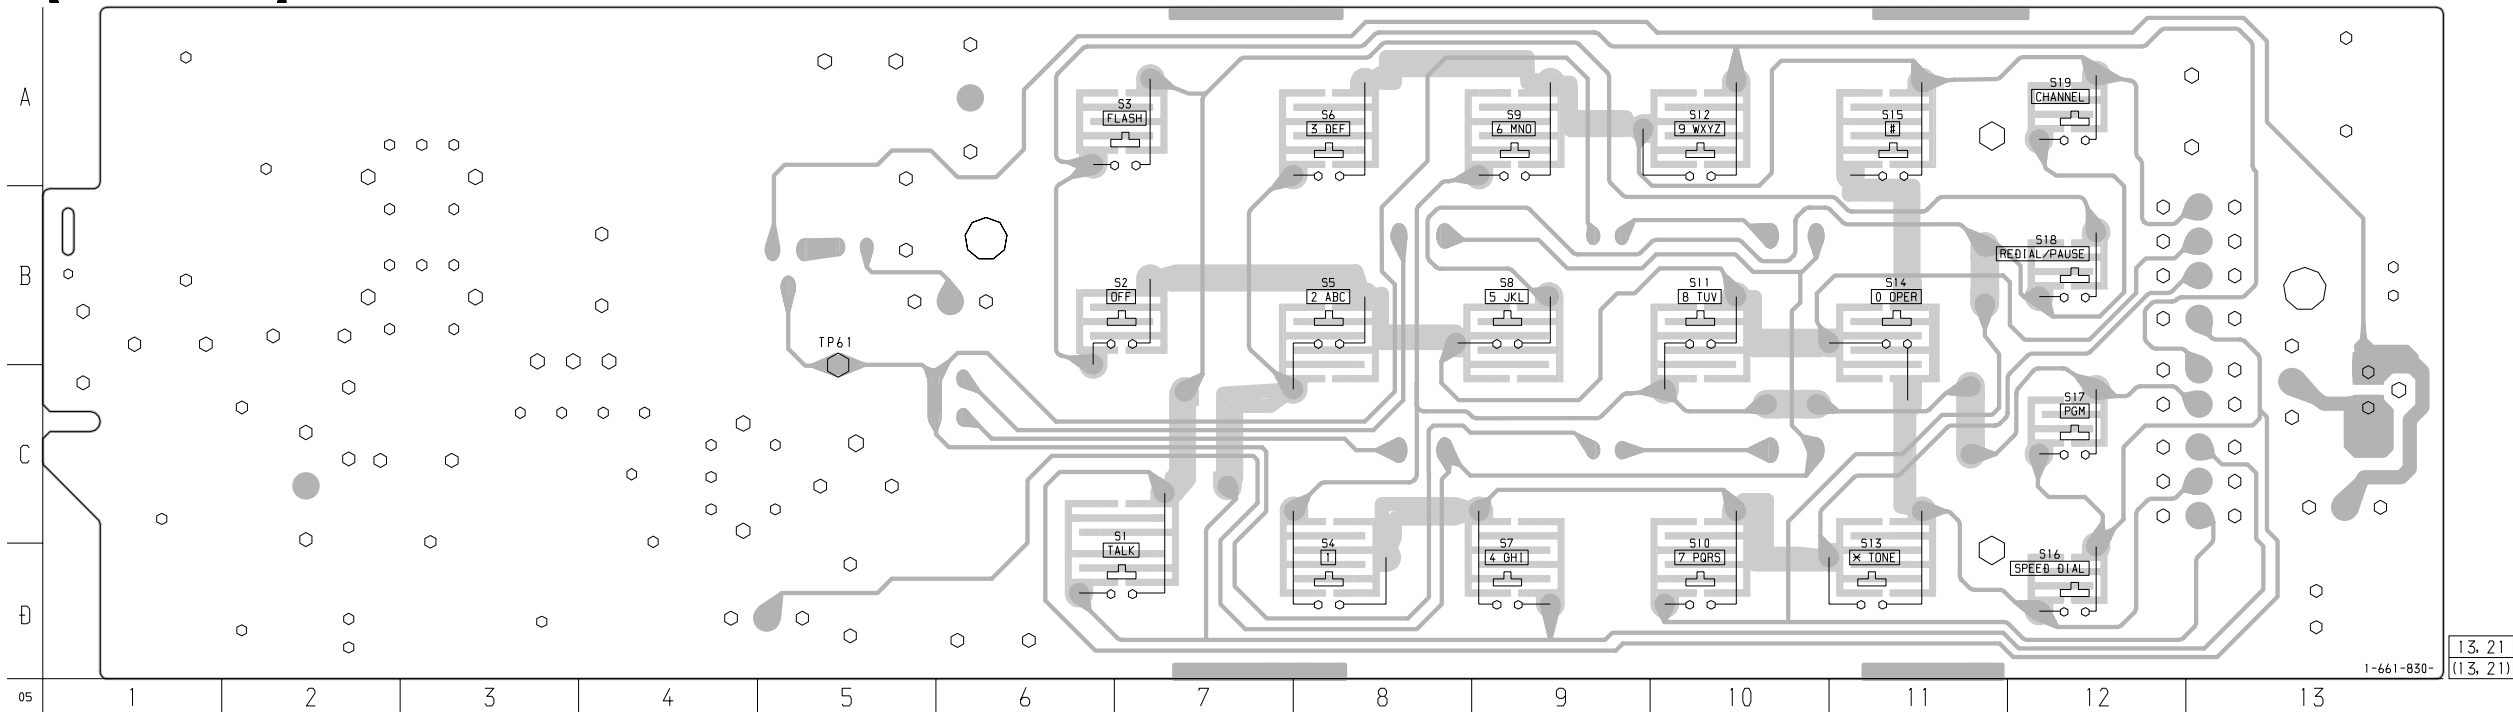 A
B
C
D
S3
FLASH
S6
3 DEF
S9
6 MNO
S12
9 WXYZ
S15
#
S19
CHANNEL
S2
OFF
S5
2 ABC
S8
5 JKL
S11
8 TUV
S14
0 OPER
S18
REDIAL/PAUSE
TP61
S17
PGM
S1
TALK
S4
1
S7
4 GHI
S10
7 PQRS
S13
* TONE
S16
SPEED DIAL
1-661-830-
13, 21
(13, 21)
05 1 2 3 4 5 6 7 8 9 10 11 12 13